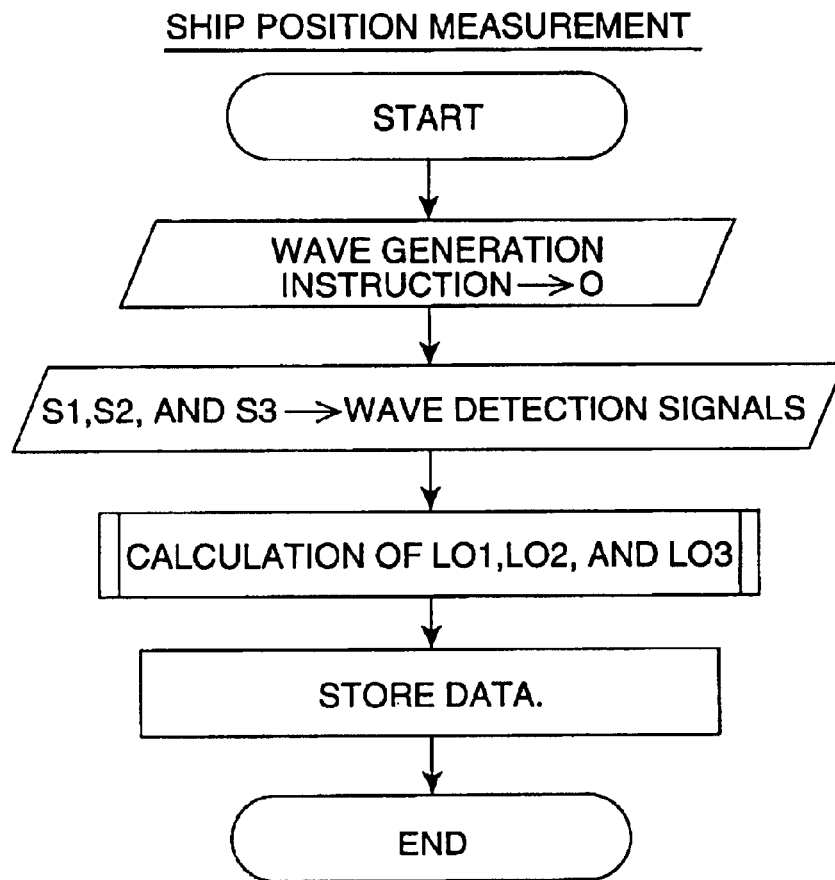 SHIP POSITION MEASUREMENT
START
WAVE GENERATION
INSTRUCTION → O
S1,S2, AND S3 → WAVE DETECTION SIGNALS
CALCULATION OF LO1,LO2, AND LO3
STORE DATA.
END